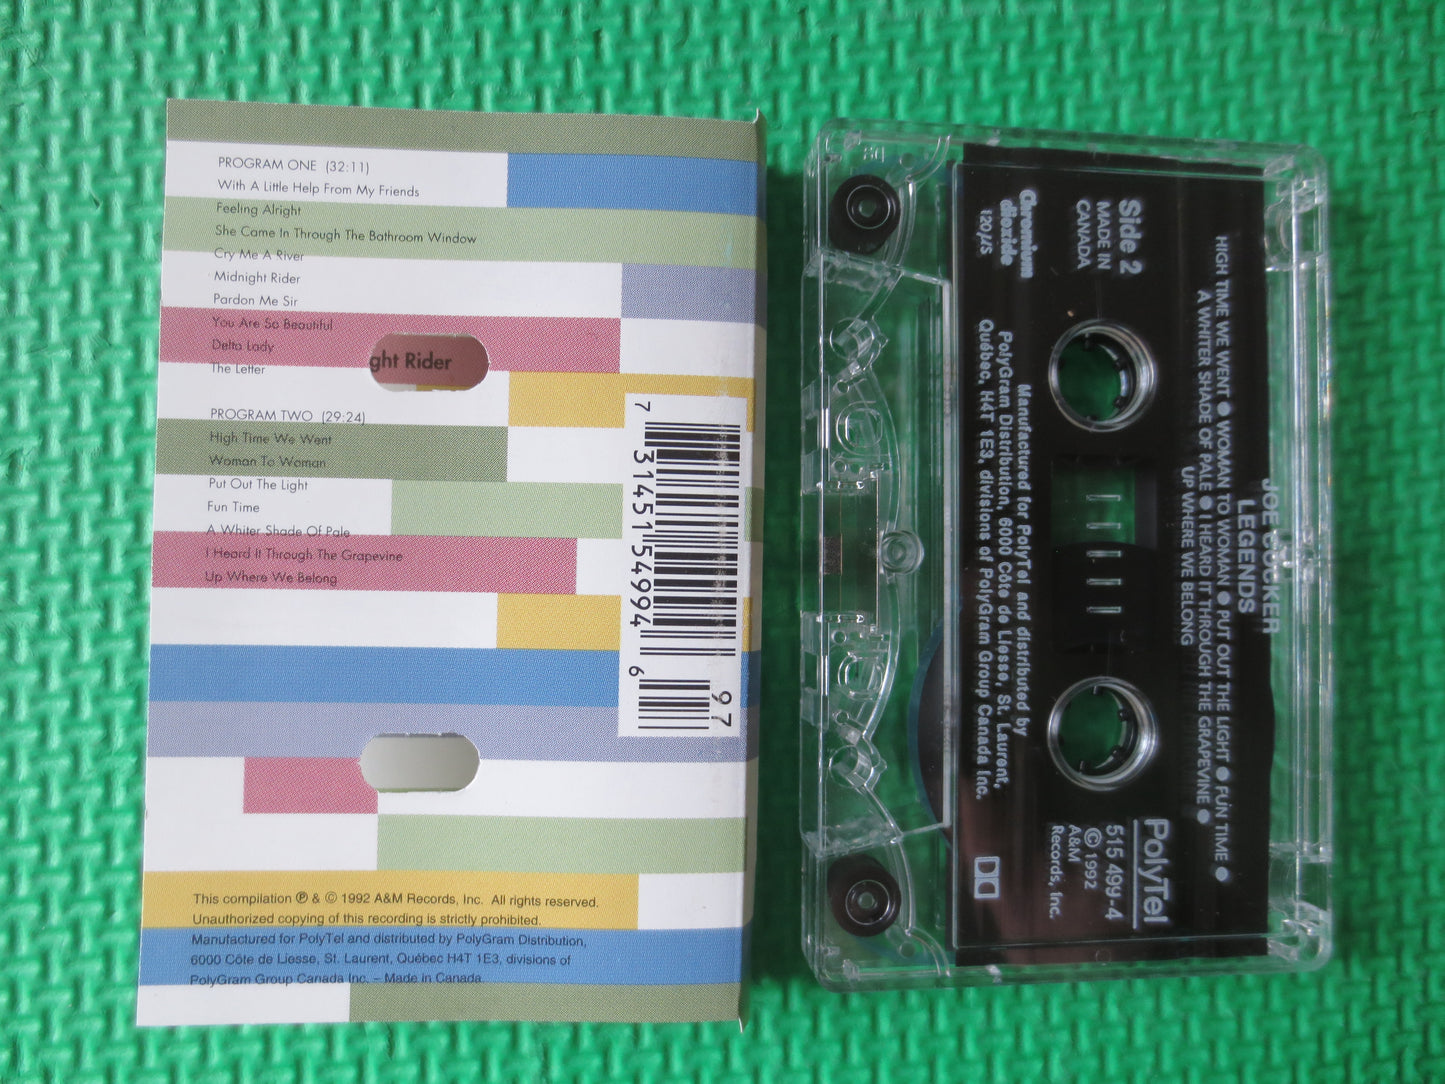 PROGRAM ONE (32:11)
With A Little Help From My Friends
Feeling Alright
She Came In Through The Bathroom Window
Cry Me A River
Midnight Rider
Pardon Me Sir
You Are So Beautiful
Delta Lady
The Letter
ght Rider
PROGRAM TWO (29:24)
High Time We Went
Woman To Woman
Put Out The Light
Fun Time
A Whiter Shade Of Pale
I Heard It Through The Grapevine
Up Where We Belong
7 31451 54994 6
97
This compilation ℗ & © 1992 A&M Records, Inc. All rights reserved.
Unauthorized copying of this recording is strictly prohibited.
Manufactured for PolyTel and distributed by PolyGram Distribution,
6000 Côte de Liesse, St. Laurent, Québec H4T 1E3, divisions of
PolyGram Group Canada Inc. – Made in Canada
JOE COCKER
LEGENDS
HIGH TIME WE WENT ● WOMAN TO WOMAN ● PUT OUT THE LIGHT ● FUN TIME ●
A WHITER SHADE OF PALE ● I HEARD IT THROUGH THE GRAPEVINE ●
UP WHERE WE BELONG
Side 2
MADE IN
CANADA
Chromium
dioxide
120µS
PolyTel
515 499-4
© 1992
A&M
Records, Inc.
Manufactured for PolyTel and distributed by
PolyGram Distribution, 6000 Côte de Liesse, St. Laurent,
Québec, H4T 1E3, divisions of PolyGram Group Canada Inc.